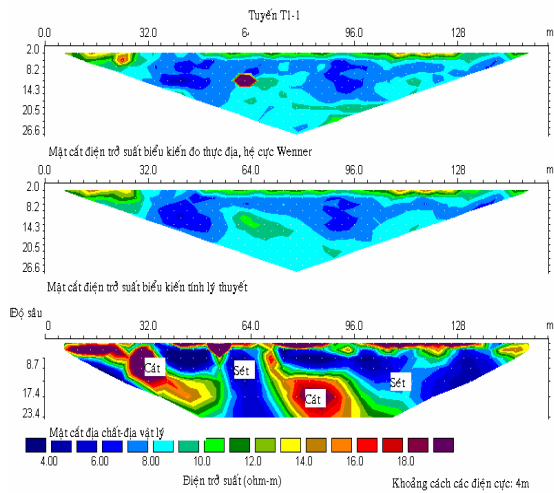 Tuyến T1-1
0.0 32.0 6 96.0 128 m
2.0
8.2
14.3
20.5
26.6
Mặt cắt điện trở suất biểu kiến đo thực địa, hệ cực Wenner
0.0 32.0 64.0 96.0 128 m
2.0
8.2
14.3
20.5
26.6
Mặt cắt điện trở suất biểu kiến tính lý thuyết
Độ sâu
0 32.0 64.0 96.0 128 m
8.7
17.4
23.4
Cát
Sét
Cát
Sét
Mặt cắt địa chất-địa vật lý
4.00 6.00 8.00 10.0 12.0 14.0 16.0 18.0
Điện trở suất (ohm-m)
Khoảng cách các điện cực: 4m